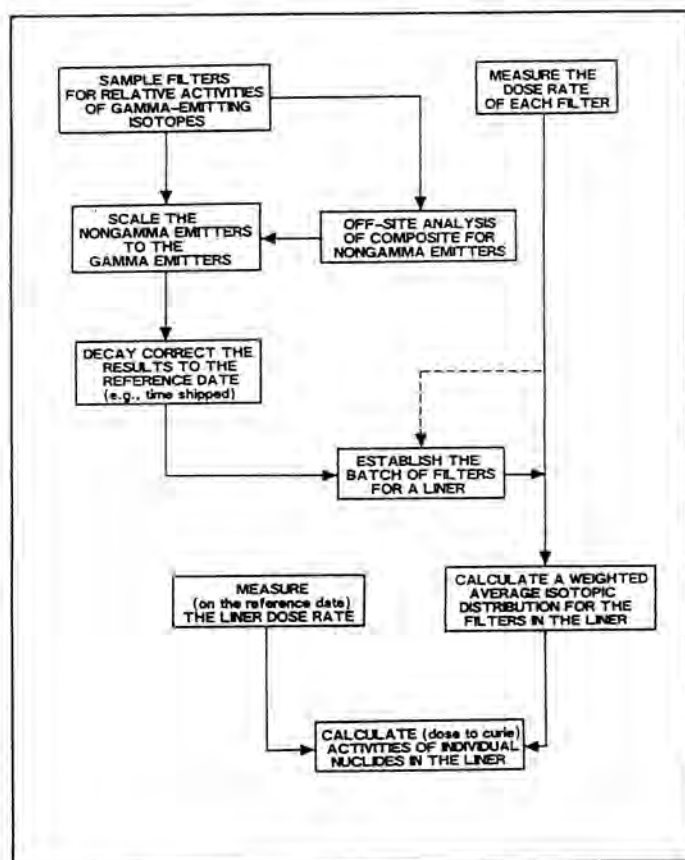 SAMPLE FILTERS
FOR RELATIVE ACTIVITIES
OF GAMMA-EMITTING
ISOTOPES
MEASURE THE
DOSE RATE
OF EACH FILTER
SCALE THE
NONGAMMA EMITTERS
TO THE
GAMMA EMITTERS
OFF-SITE ANALYSIS
OF COMPOSITE FOR
NONGAMMA EMITTERS
DECAY CORRECT THE
RESULTS TO THE
REFERENCE DATE
(e.g., time shipped)
ESTABLISH THE
BATCH OF FILTERS
FOR A LINER
MEASURE
(on the reference date)
THE LINER DOSE RATE
CALCULATE A WEIGHTED
AVERAGE ISOTOPIC
DISTRIBUTION FOR THE
FILTERS IN THE LINER
CALCULATE (dose to curie)
ACTIVITIES OF INDIVIDUAL
NUCLIDES IN THE LINER